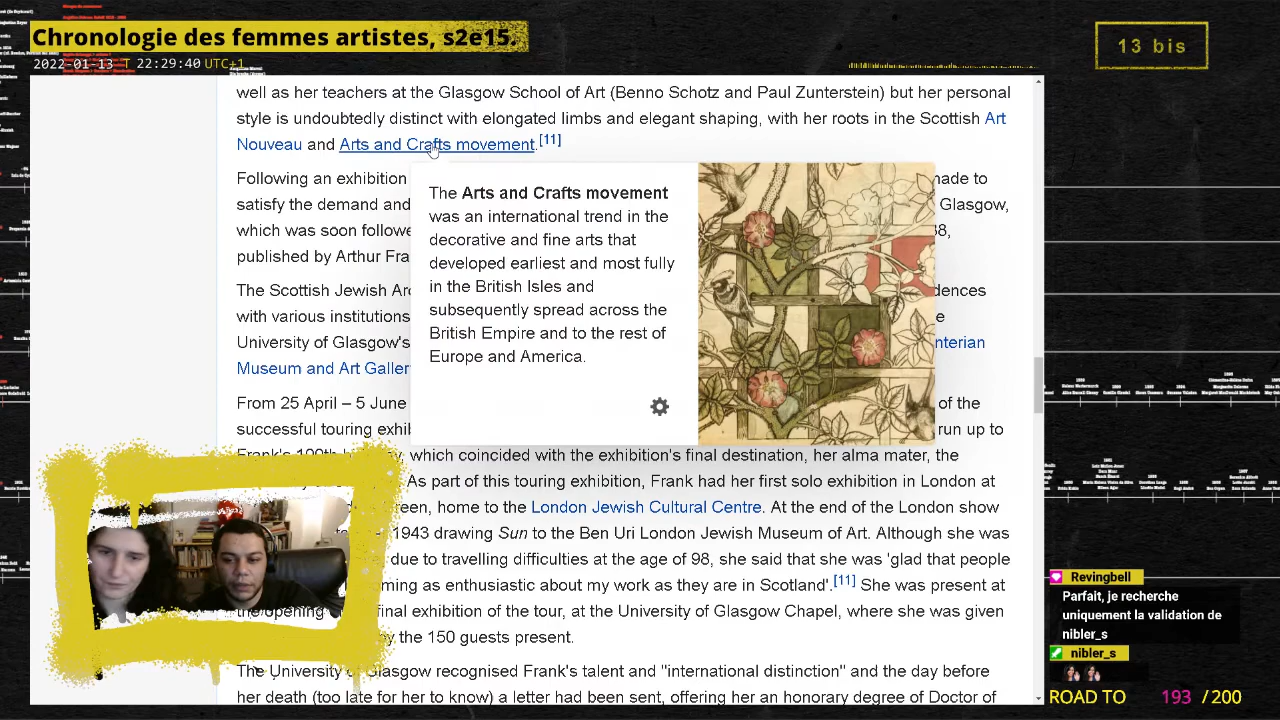 Chronologie des femmes artistes, s2e15
2022-01-13 T 22:29:40 UTC+1
13 bis
well as her teachers at the Glasgow School of Art (Benno Schotz and Paul Zunterstein) but her personal
style is undoubtedly distinct with elongated limbs and elegant shaping, with her roots in the Scottish Art
Nouveau and Arts and Crafts movement.[11]
Following an exhibition
made to
satisfy the demand and
Glasgow,
which was soon followe
38,
published by Arthur Fra
The Scottish Jewish Arc
dences
with various institutions
University of Glasgow's
nterian
Museum and Art Galler
From 25 April – 5 June
of the
successful touring exhib
run up to
The Arts and Crafts movement
was an international trend in the
decorative and fine arts that
developed earliest and most fully
in the British Isles and
subsequently spread across the
British Empire and to the rest of
Europe and America.
Frank's 100th birthday, which coincided with the exhibition's final destination, her alma mater, the
As part of this touring exhibition, Frank had her first solo exhibition in London at
reen, home to the London Jewish Cultural Centre. At the end of the London show
1943 drawing Sun to the Ben Uri London Jewish Museum of Art. Although she was
due to travelling difficulties at the age of 98, she said that she was 'glad that people
ming as enthusiastic about my work as they are in Scotland'.[11] She was present at
the opening final exhibition of the tour, at the University of Glasgow Chapel, where she was given
by the 150 guests present.
The University of Glasgow recognised Frank's talent and "international distinction" and the day before
her death (too late for her to know) a letter had been sent, offering her an honorary degree of Doctor of
Revingbell
Parfait, je recherche
uniquement la validation de
nibler_s
nibler_s
ROAD TO 193 / 200